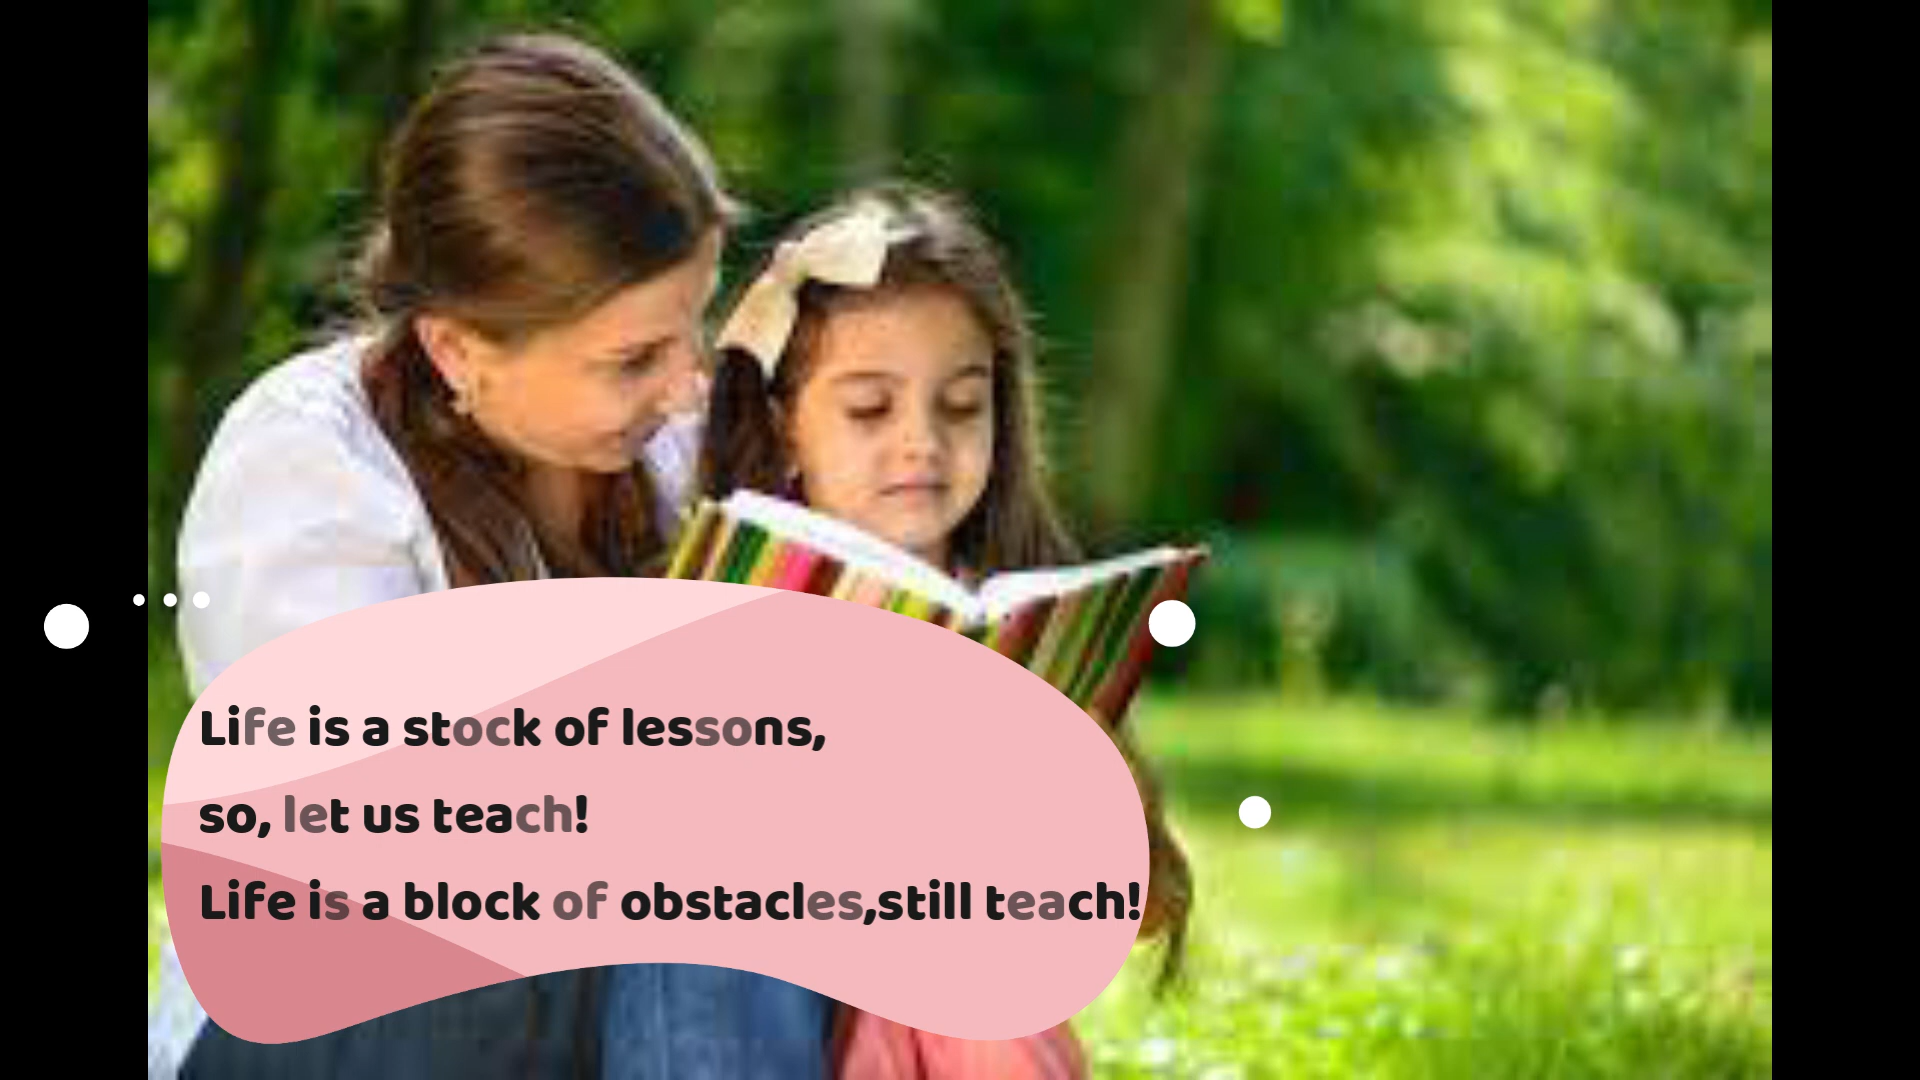 Life is a stock of lessons,
so, let us teach!
Life is a block of obstacles,still teach!